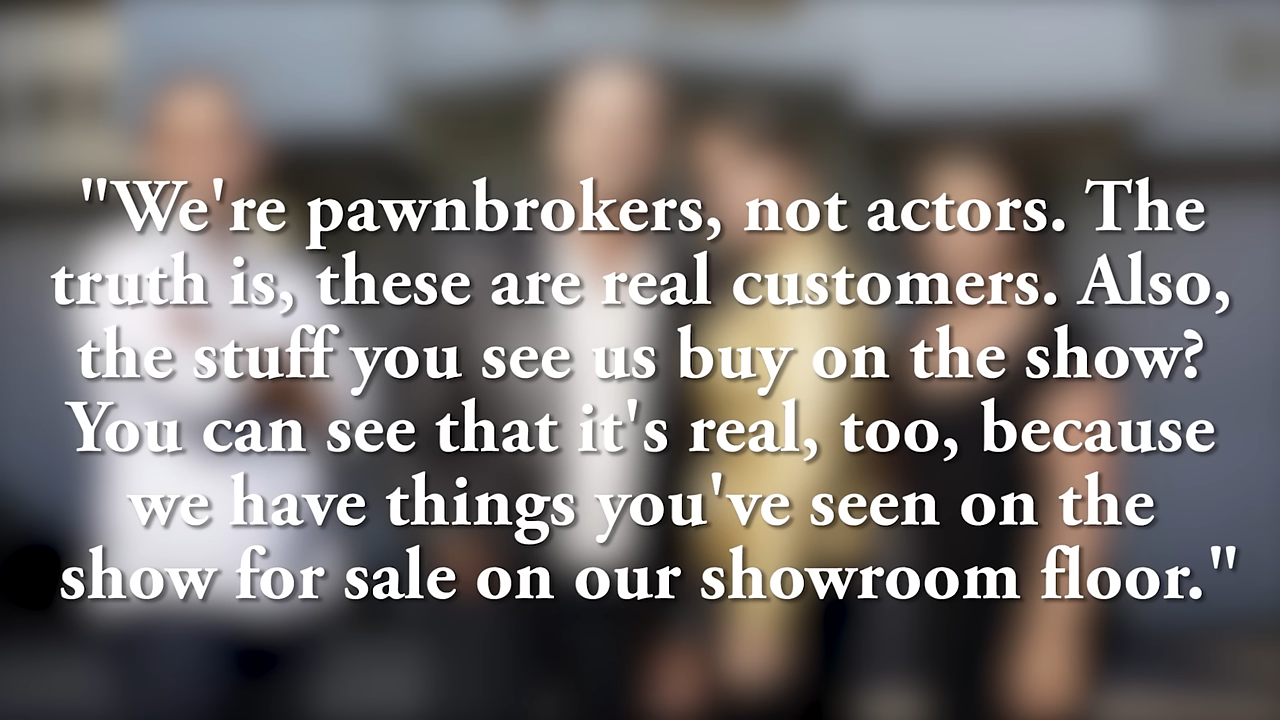 "We're pawnbrokers, not actors. The
truth is, these are real customers. Also,
the stuff you see us buy on the show?
You can see that it's real, too, because
we have things you've seen on the
show for sale on our showroom floor."